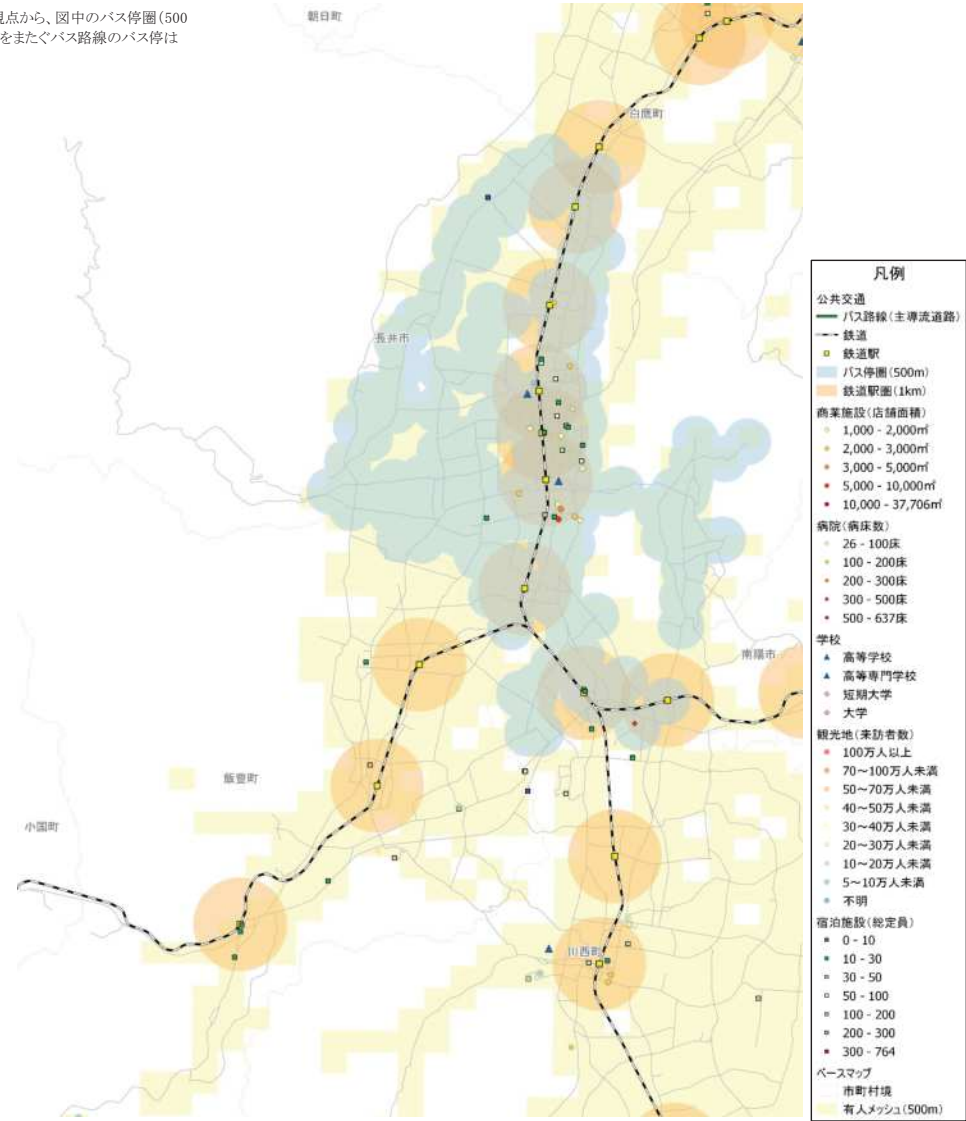 視点から、図中のバス停圏(500
をまたぐバス路線のバス停は
朝日町
白鷹町
長井市
南陽市
飯豊町
小国町
川西町
凡例
公共交通
バス路線(主導流道路)
鉄道
鉄道駅
バス停圏(500m)
鉄道駅圏(1km)
商業施設(店舗面積)
1,000 - 2,000㎡
2,000 - 3,000㎡
3,000 - 5,000㎡
5,000 - 10,000㎡
10,000 - 37,706㎡
病院(病床数)
26 - 100床
100 - 200床
200 - 300床
300 - 500床
500 - 637床
学校
高等学校
高等専門学校
短期大学
大学
観光地(来訪者数)
100万人以上
70～100万人未満
50～70万人未満
40～50万人未満
30～40万人未満
20～30万人未満
10～20万人未満
5～10万人未満
不明
宿泊施設(総定員)
0 - 10
10 - 30
30 - 50
50 - 100
100 - 200
200 - 300
300 - 764
ベースマップ
市町村境
有人メッシュ(500m)